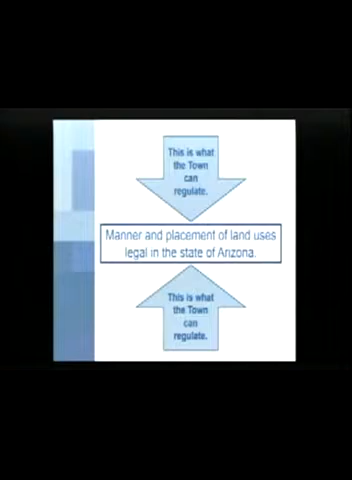 This is what
the Town
can
regulate.
Manner and placement of land uses
legal in the state of Arizona.
This is what
the Town
can
regulate.